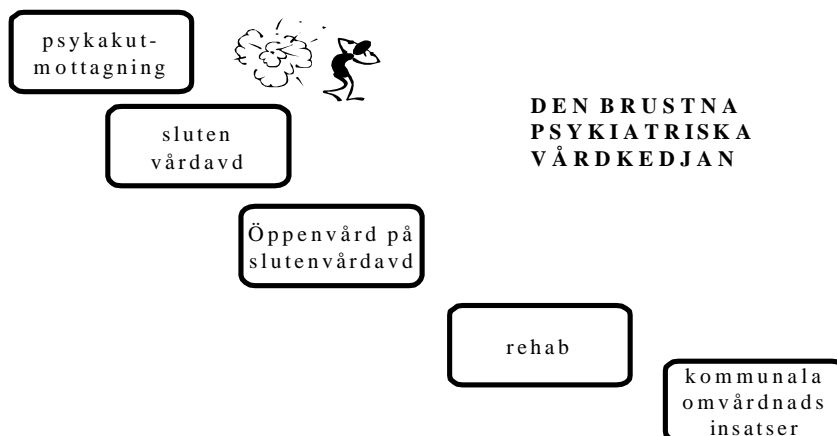 psykakut-
mottagning
DEN BRUSTNA
PSYKIATRISKA
VÅRDKEDJAN
sluten
vårdavd
Öppenvård på
slutenvårdavd
rehab
kommunala
omvårdnads
insatser